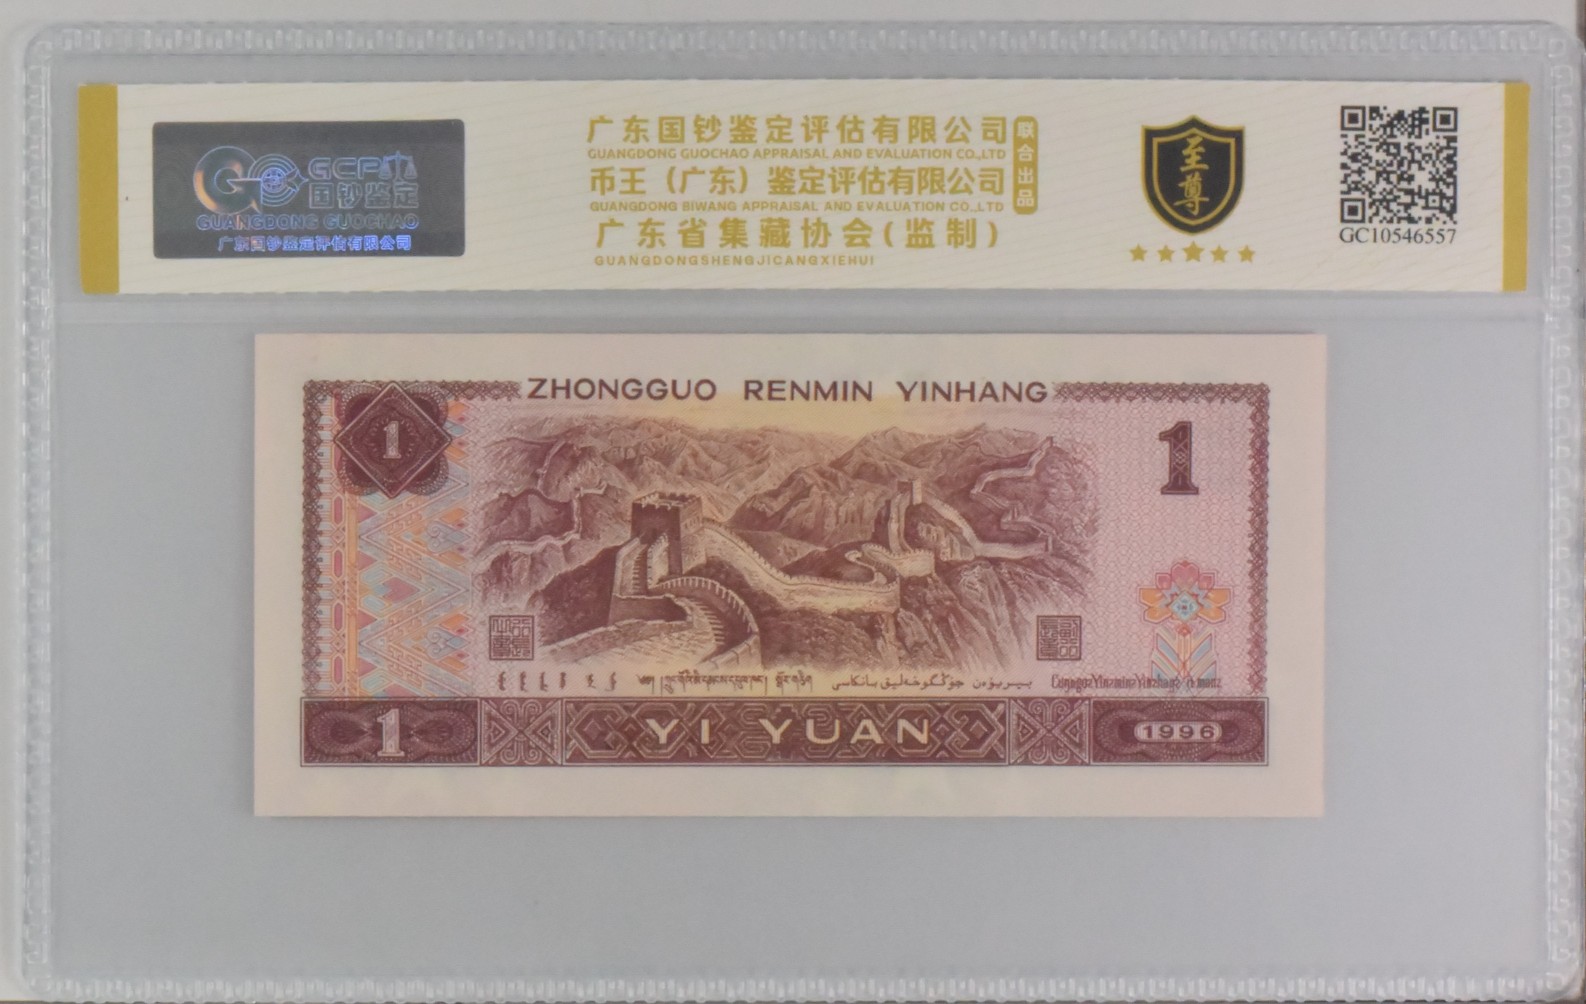 GCPA
国钞鉴定
GUANGDONG GUOCHAO
广东国钞鉴定评估有限公司
广东国钞鉴定评估有限公司
GUANGDONG GUOCHAO APPRAISAL AND EVALUATION CO.,LTD
币王（广东）鉴定评估有限公司
GUANGDONG BIWANG APPRAISAL AND EVALUATION CO.,LTD
广东省集藏协会(监制)
GUANGDONGSHENGJICANGXIEHUI
联合出品
至尊
GC10546557
ZHONGGUO RENMIN YINHANG
1
1
1
YI YUAN
1996